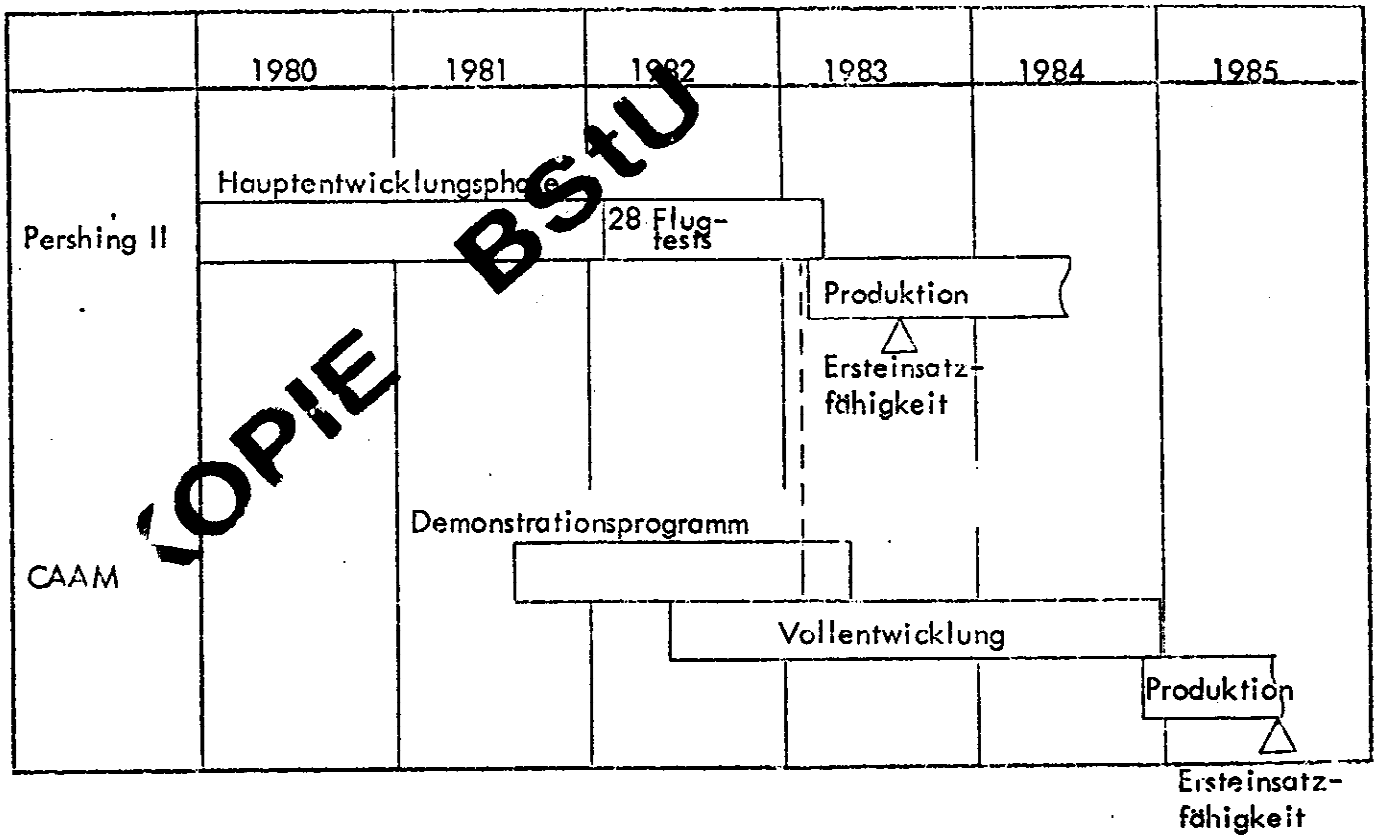 1980 1981 1982 1983 1984 1985
Hauptentwicklungsphase
Pershing II
28 Flug-
tests
Produktion
Ersteinsatz-
fähigkeit
Demonstrationsprogramm
CAAM
Vollentwicklung
Produktion
Ersteinsatz-
fähigkeit
KOPIE BStU